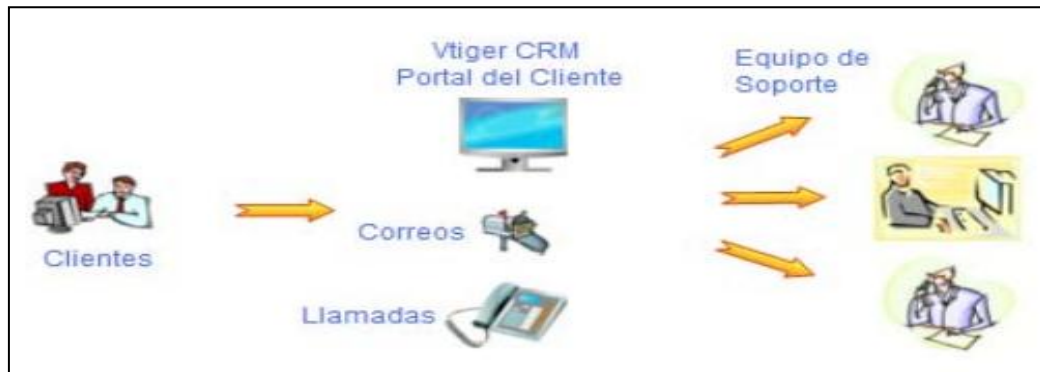 Vtiger CRM
Portal del Cliente
Equipo de
Soporte
Clientes
Correos
Llamadas